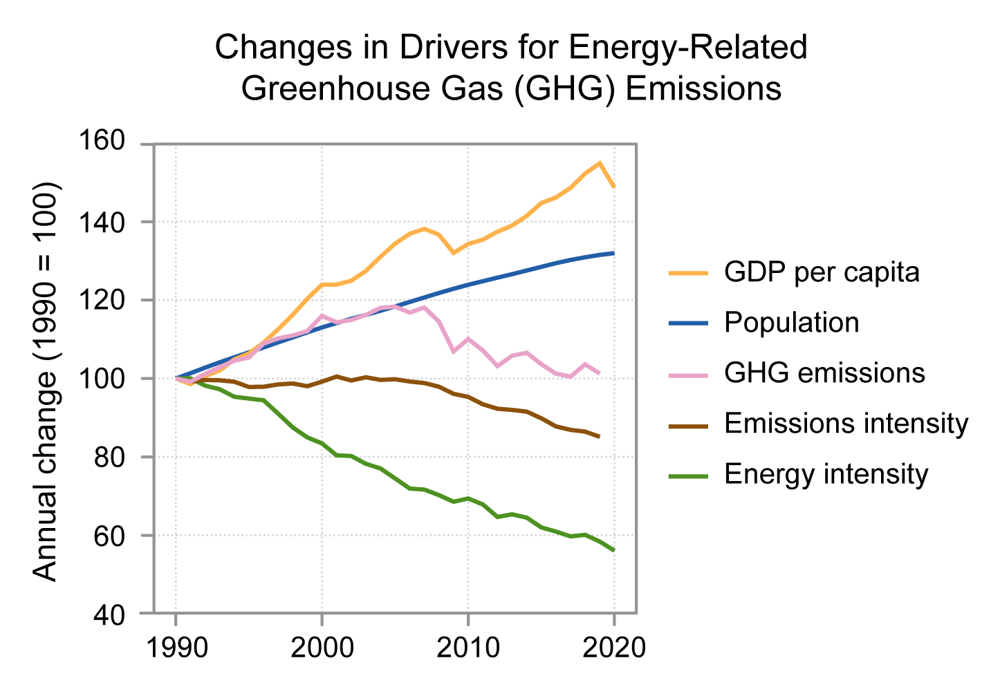 Changes in Drivers for Energy-Related
Greenhouse Gas (GHG) Emissions
Annual change (1990 = 100)
160
140
120
100
80
60
40
1990 2000 2010 2020
GDP per capita
Population
GHG emissions
Emissions intensity
Energy intensity